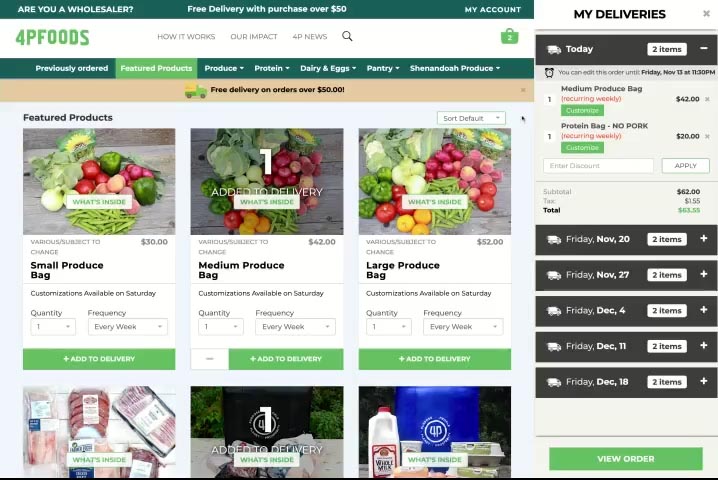 ARE YOU A WHOLESALER?
Free Delivery with purchase over $50
MY ACCOUNT
4PFOODS
HOW IT WORKS
OUR IMPACT
4P NEWS
2
Previously ordered
Featured Products
Produce
Protein
Dairy & Eggs
Pantry
Shenandoah Produce
Free delivery on orders over $50.00!
×
Featured Products
Sort Default
WHAT'S INSIDE
1
ADDED TO DELIVERY
WHAT'S INSIDE
WHAT'S INSIDE
VARIOUS/SUBJECT TO
CHANGE
$30.00
Small Produce
Bag
Customizations Available on Saturday
Quantity
Frequency
1
Every Week
+ ADD TO DELIVERY
VARIOUS/SUBJECT TO
CHANGE
$42.00
Medium Produce
Bag
Customizations Available on Saturday
Quantity
Frequency
1
Every Week
− + ADD TO DELIVERY
VARIOUS/SUBJECT TO
CHANGE
$52.00
Large Produce
Bag
Customizations Available on Saturday
Quantity
Frequency
1
Every Week
+ ADD TO DELIVERY
WHAT'S INSIDE
1
ADDED TO DELIVERY
WHAT'S INSIDE
WHOLE
MILK
4P
WHAT'S INSIDE
MY DELIVERIES ×
Today 2 items −
You can edit this order until: Friday, Nov 13 at 11:30PM
Medium Produce Bag
1 (recurring weekly) $42.00 ×
Customize
Protein Bag - NO PORK
1 (recurring weekly) $20.00 ×
Customize
Enter Discount APPLY
Subtotal $62.00
Tax: $1.55
Total $63.55
Friday, Nov, 20 2 items +
Friday, Nov, 27 2 items +
Friday, Dec, 4 2 items +
Friday, Dec, 11 2 items +
Friday, Dec, 18 2 items +
VIEW ORDER